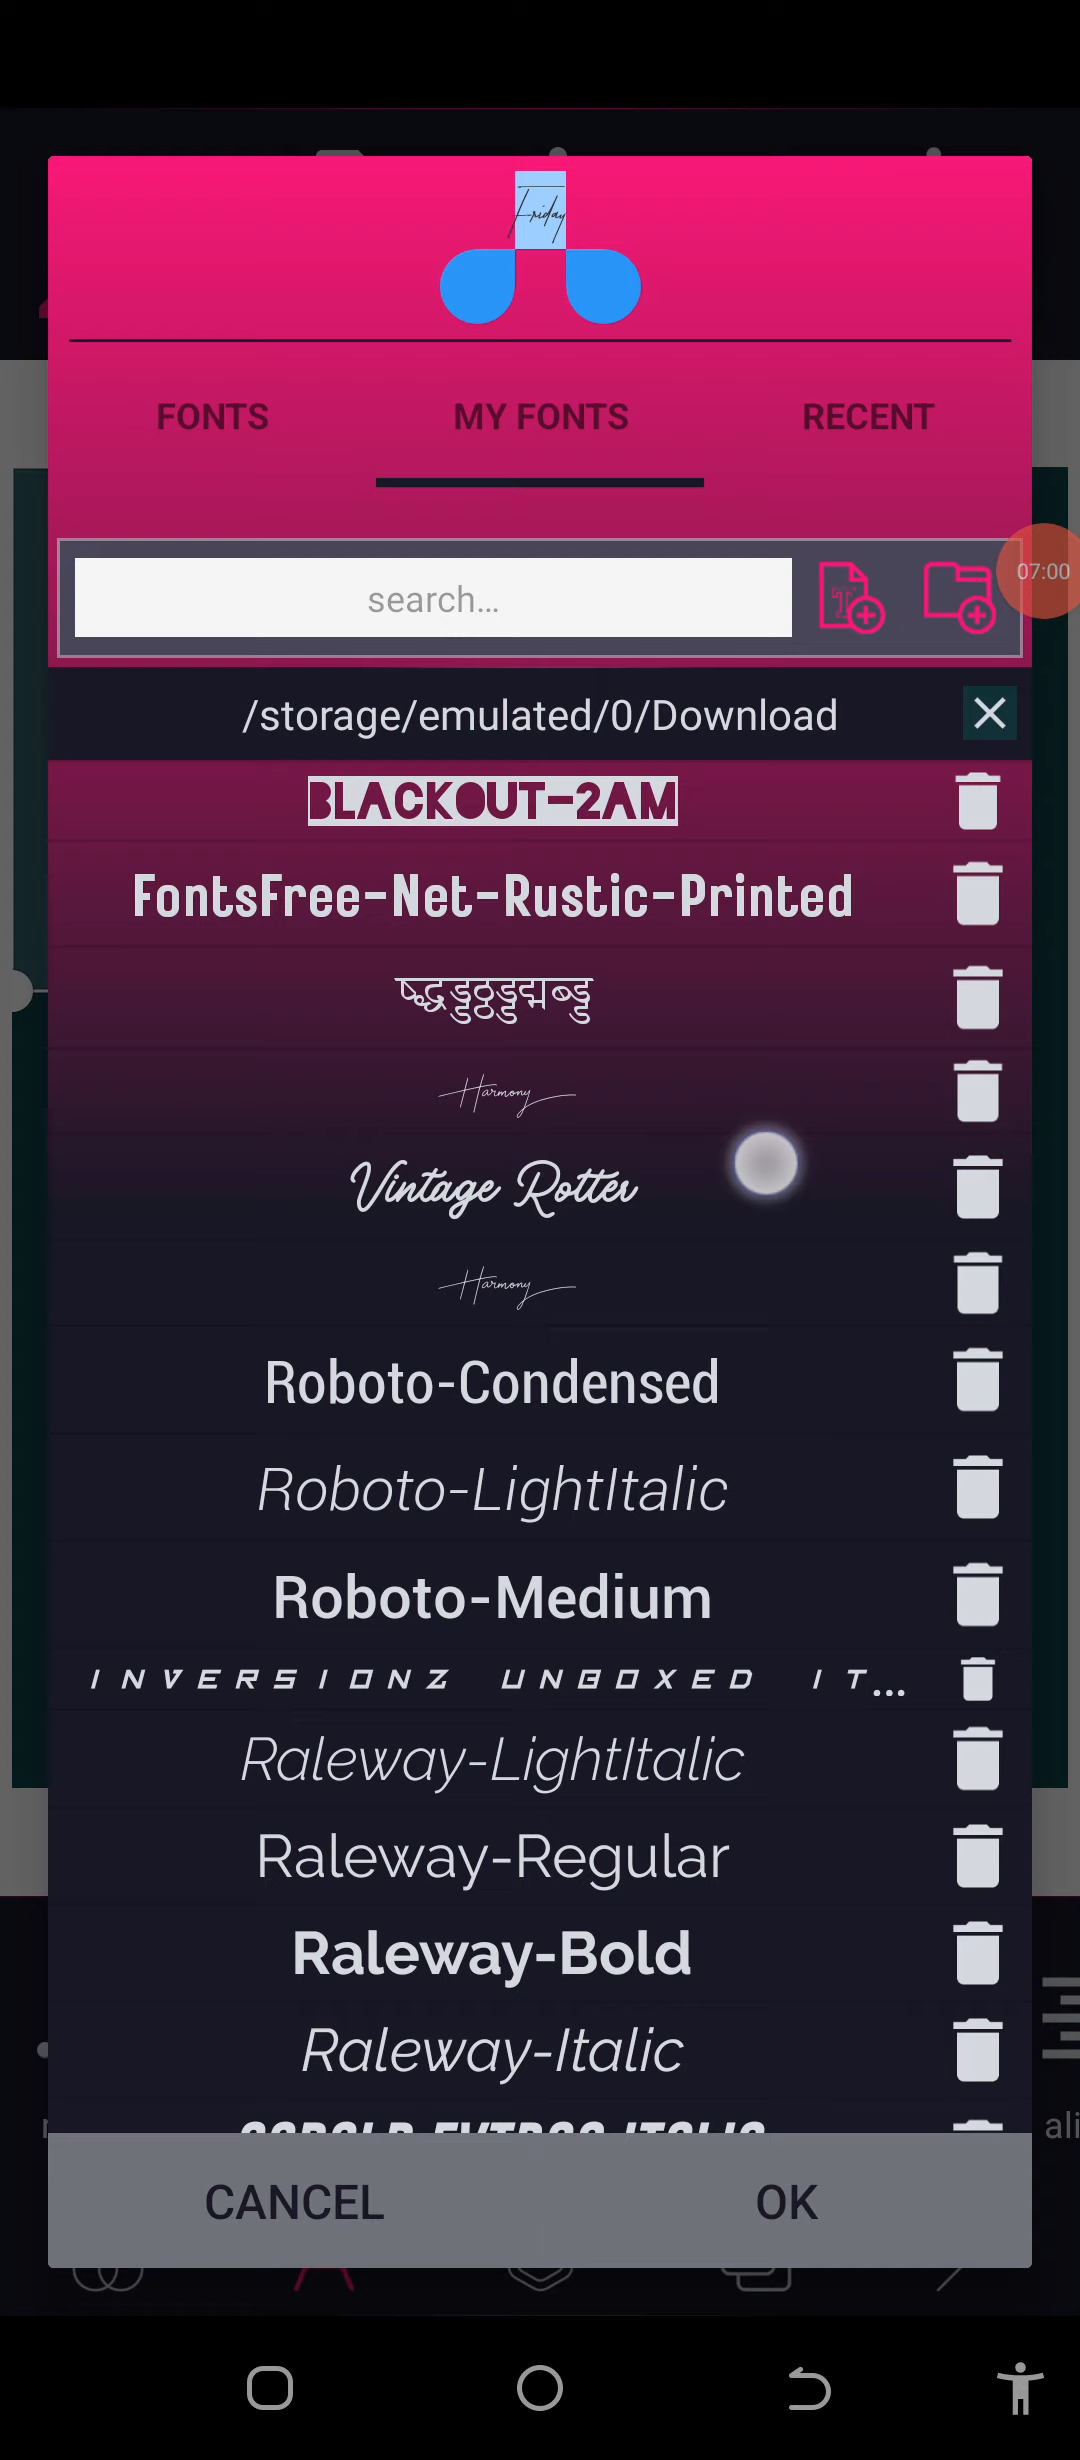 Friday
FONTS MY FONTS RECENT
search...
07:00
/storage/emulated/0/Download
BLACKOUT-2AM
FontsFree-Net-Rustic-Printed
Harmony
Vintage Rotter
Harmony
Roboto-Condensed
Roboto-LightItalic
Roboto-Medium
INVERSIONZ UNBOXED IT...
Raleway-LightItalic
Raleway-Regular
Raleway-Bold
Raleway-Italic
ali
CANCEL OK